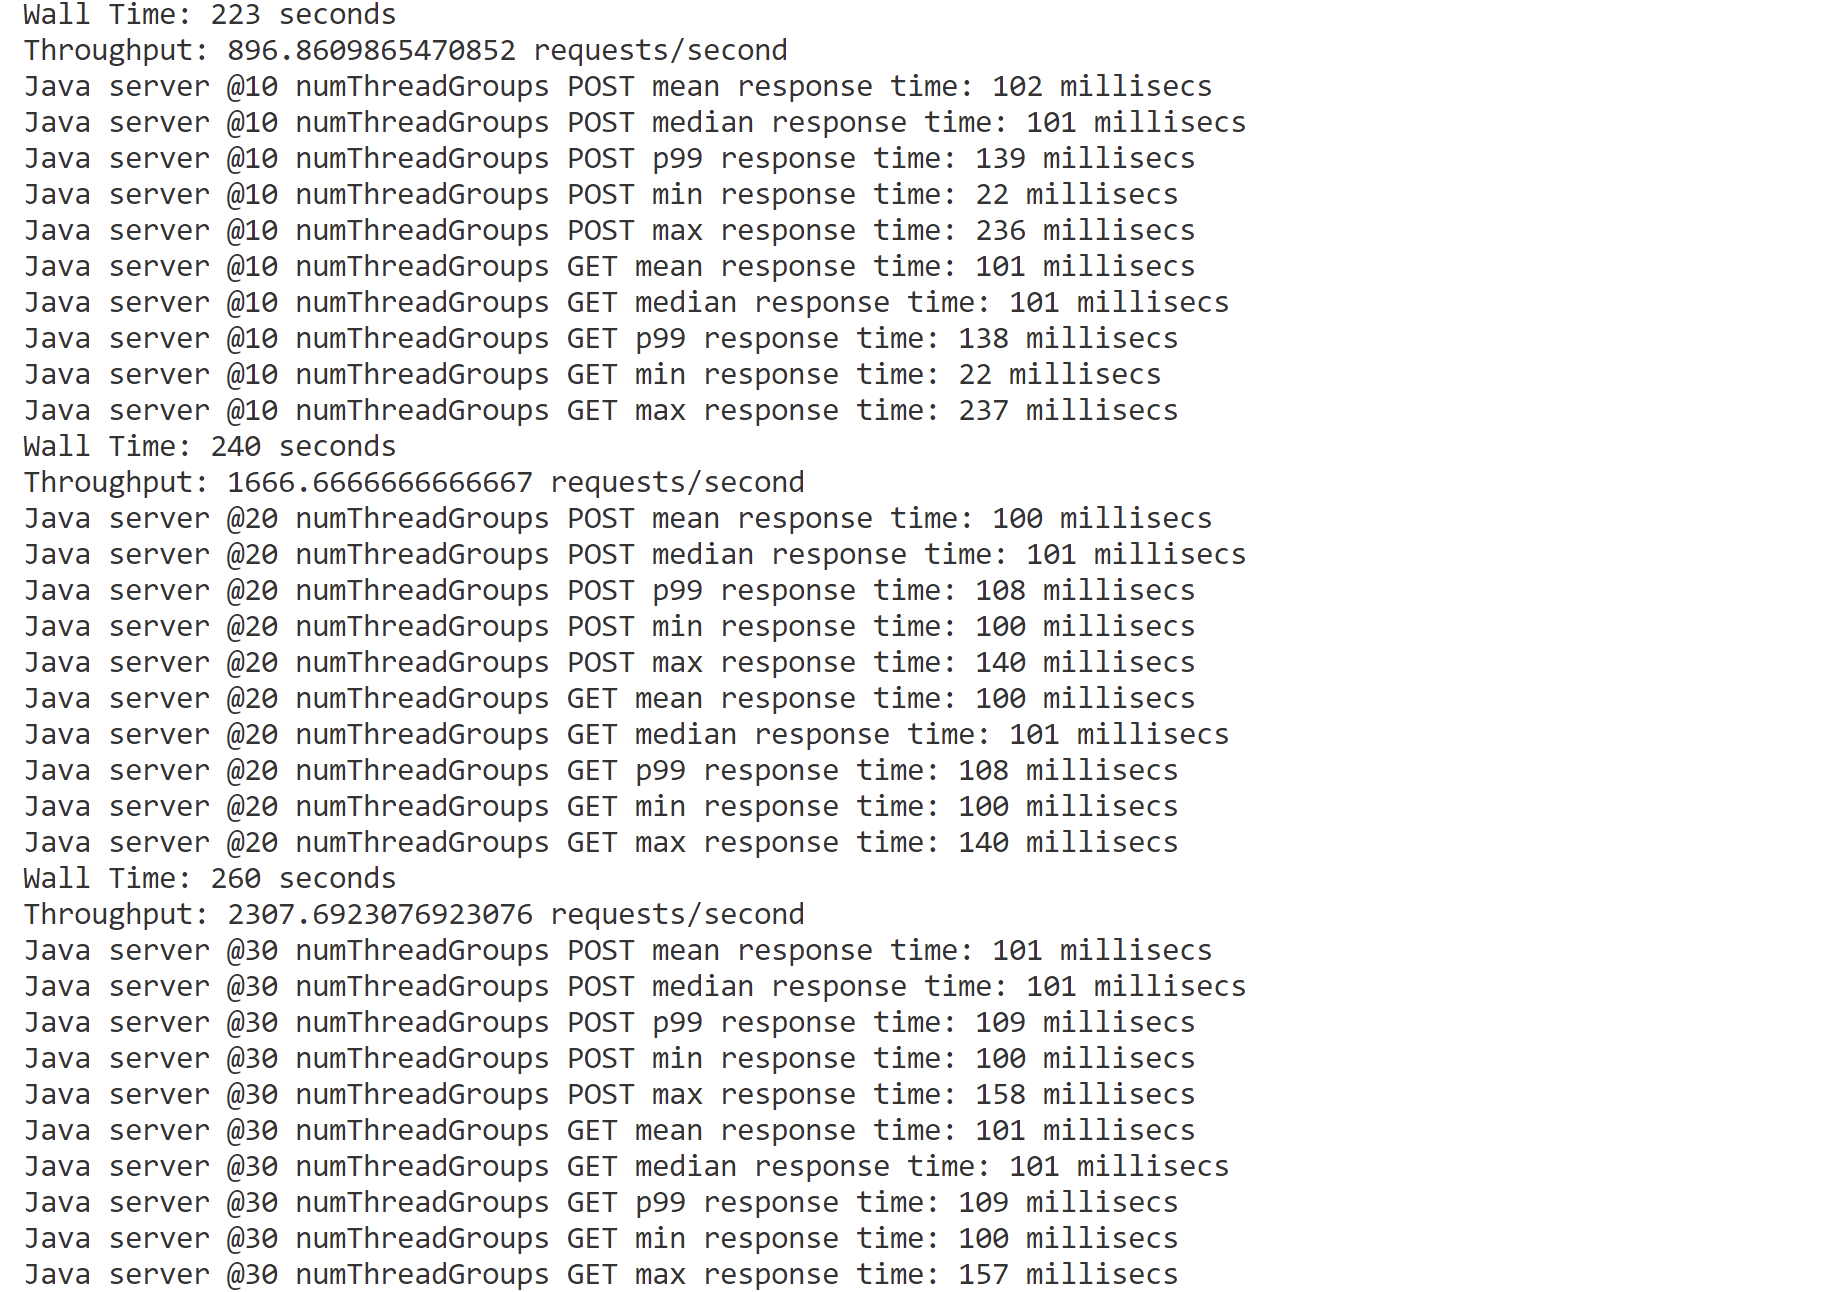 Wall Time: 223 seconds
Throughput: 896.8609865470852 requests/second
Java server @10 numThreadGroups POST mean response time: 102 millisecs
Java server @10 numThreadGroups POST median response time: 101 millisecs
Java server @10 numThreadGroups POST p99 response time: 139 millisecs
Java server @10 numThreadGroups POST min response time: 22 millisecs
Java server @10 numThreadGroups POST max response time: 236 millisecs
Java server @10 numThreadGroups GET mean response time: 101 millisecs
Java server @10 numThreadGroups GET median response time: 101 millisecs
Java server @10 numThreadGroups GET p99 response time: 138 millisecs
Java server @10 numThreadGroups GET min response time: 22 millisecs
Java server @10 numThreadGroups GET max response time: 237 millisecs
Wall Time: 240 seconds
Throughput: 1666.6666666666667 requests/second
Java server @20 numThreadGroups POST mean response time: 100 millisecs
Java server @20 numThreadGroups POST median response time: 101 millisecs
Java server @20 numThreadGroups POST p99 response time: 108 millisecs
Java server @20 numThreadGroups POST min response time: 100 millisecs
Java server @20 numThreadGroups POST max response time: 140 millisecs
Java server @20 numThreadGroups GET mean response time: 100 millisecs
Java server @20 numThreadGroups GET median response time: 101 millisecs
Java server @20 numThreadGroups GET p99 response time: 108 millisecs
Java server @20 numThreadGroups GET min response time: 100 millisecs
Java server @20 numThreadGroups GET max response time: 140 millisecs
Wall Time: 260 seconds
Throughput: 2307.6923076923076 requests/second
Java server @30 numThreadGroups POST mean response time: 101 millisecs
Java server @30 numThreadGroups POST median response time: 101 millisecs
Java server @30 numThreadGroups POST p99 response time: 109 millisecs
Java server @30 numThreadGroups POST min response time: 100 millisecs
Java server @30 numThreadGroups POST max response time: 158 millisecs
Java server @30 numThreadGroups GET mean response time: 101 millisecs
Java server @30 numThreadGroups GET median response time: 101 millisecs
Java server @30 numThreadGroups GET p99 response time: 109 millisecs
Java server @30 numThreadGroups GET min response time: 100 millisecs
Java server @30 numThreadGroups GET max response time: 157 millisecs